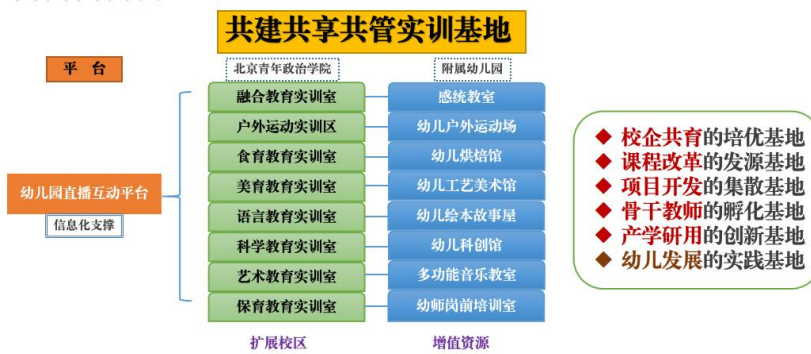 共建共享共管实训基地
平 台
北京青年政治学院
附属幼儿园
融合教育实训室
感统教室
户外运动实训区
幼儿户外运动场
食育教育实训室
幼儿烘焙馆
美育教育实训室
幼儿工艺美术馆
语言教育实训室
幼儿绘本故事屋
科学教育实训室
幼儿科创馆
艺术教育实训室
多功能音乐教室
保育教育实训室
幼师岗前培训室
幼儿园直播互动平台
信息化支撑
扩展校区
增值资源
◆ 校企共育的培优基地
◆ 课程改革的发源基地
◆ 项目开发的集散基地
◆ 骨干教师的孵化基地
◆ 产学研用的创新基地
◆ 幼儿发展的实践基地